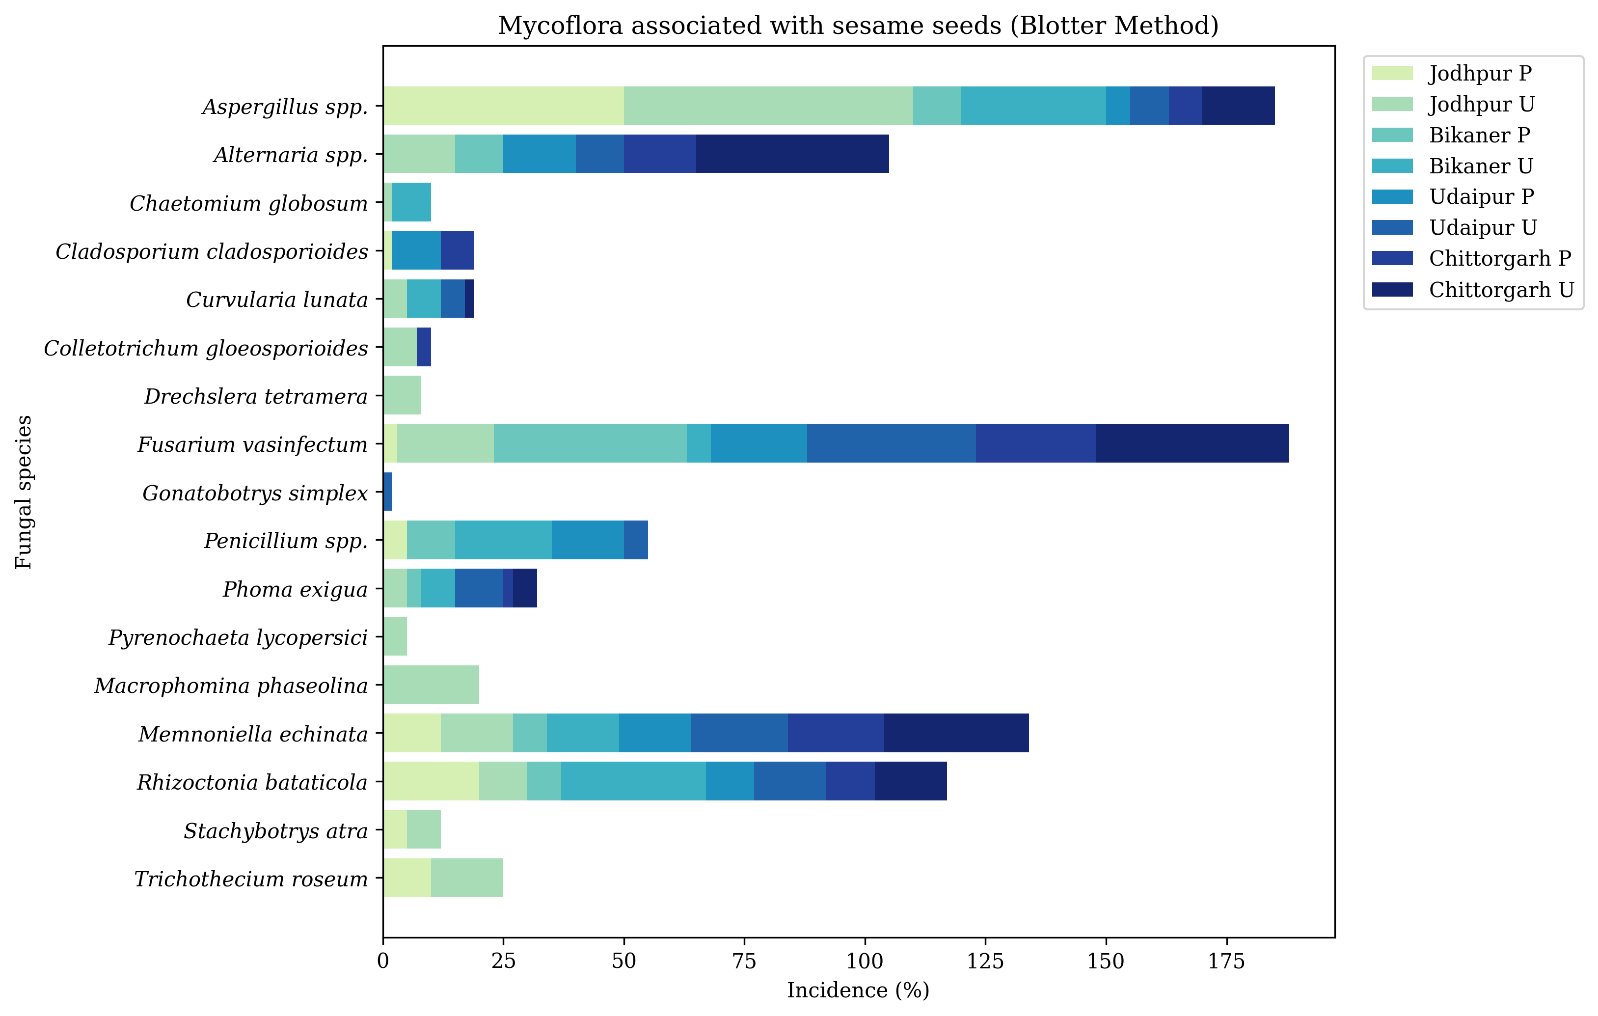 Mycoflora associated with sesame seeds (Blotter Method)
Jodhpur P
Jodhpur U
Bikaner P
Bikaner U
Udaipur P
Udaipur U
Chittorgarh P
Chittorgarh U
Fungal species
Aspergillus spp.
Alternaria spp.
Chaetomium globosum
Cladosporium cladosporioides
Curvularia lunata
Colletotrichum gloeosporioides
Drechslera tetramera
Fusarium vasinfectum
Gonatobotrys simplex
Penicillium spp.
Phoma exigua
Pyrenochaeta lycopersici
Macrophomina phaseolina
Memnoniella echinata
Rhizoctonia bataticola
Stachybotrys atra
Trichothecium roseum
0 25 50 75 100 125 150 175
Incidence (%)